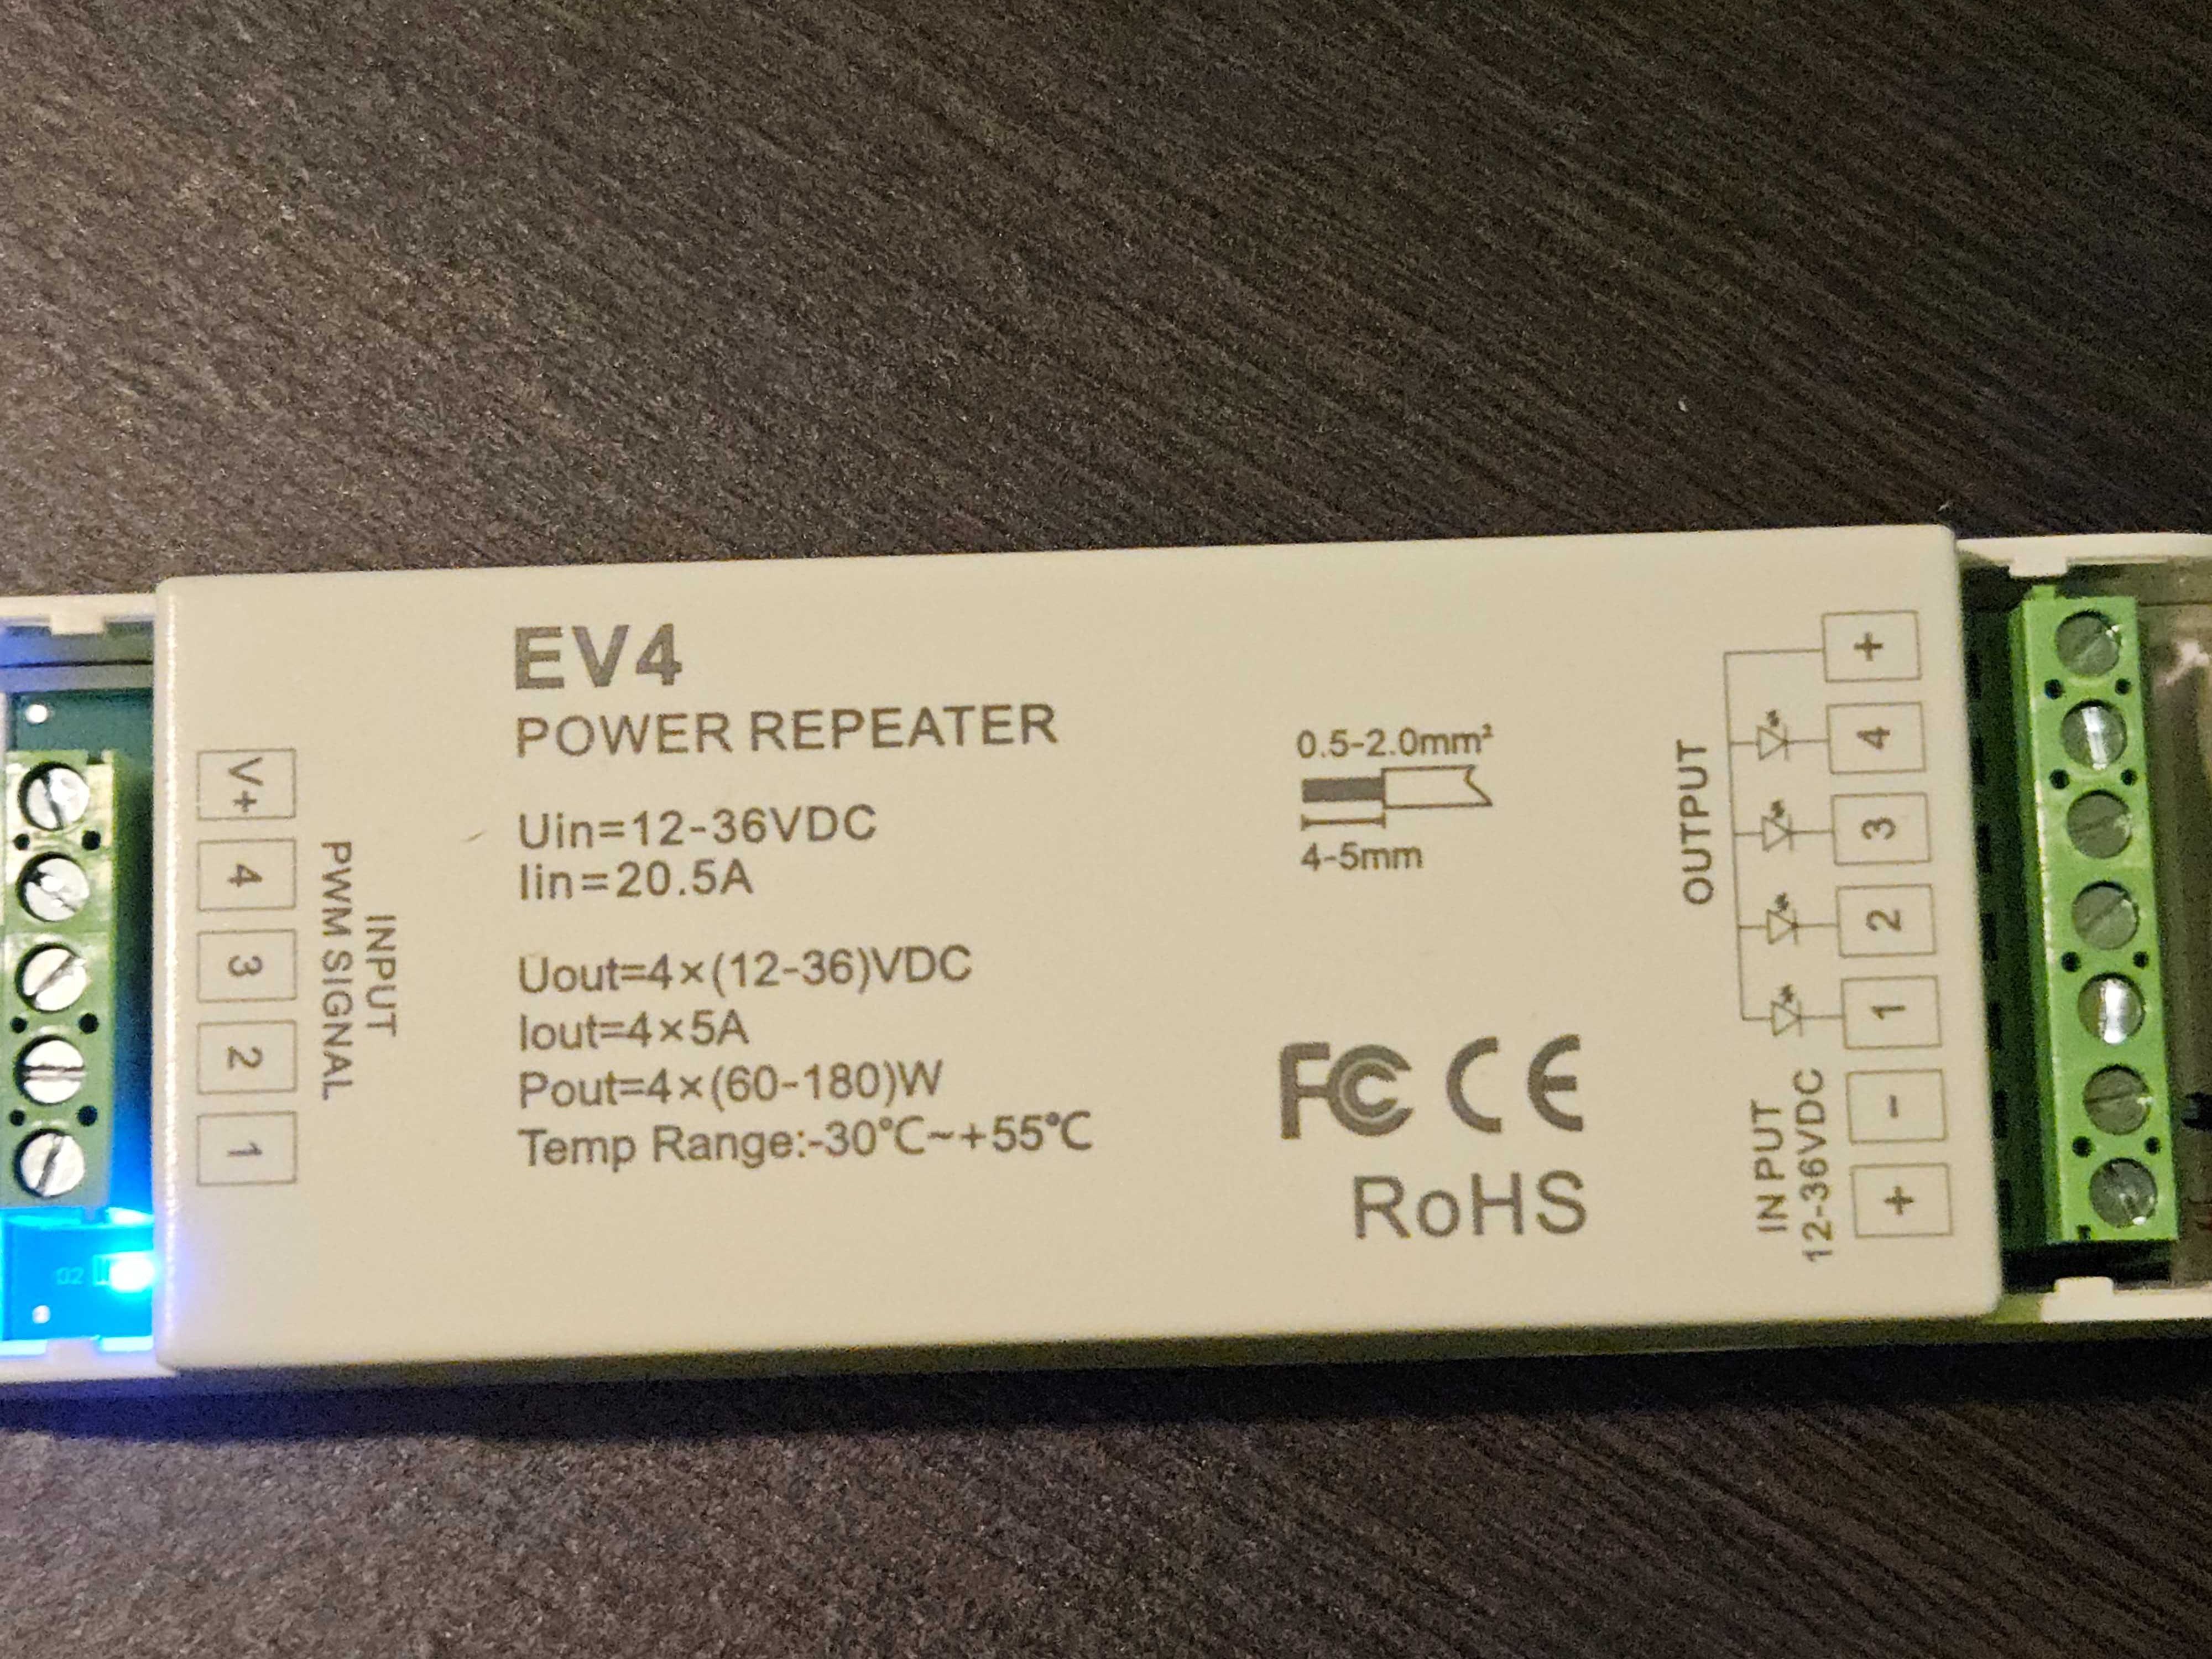 EV4
POWER REPEATER
Uin=12-36VDC
Iin=20.5A
Uout=4×(12-36)VDC
Iout=4×5A
Pout=4×(60-180)W
Temp Range:-30℃~+55℃
V+
4
3
2
1
INPUT
PWM SIGNAL
0.5-2.0mm²
4-5mm
FC CE
RoHS
OUTPUT
+
4
3
2
1
-
+
INPUT
12-36VDC
02